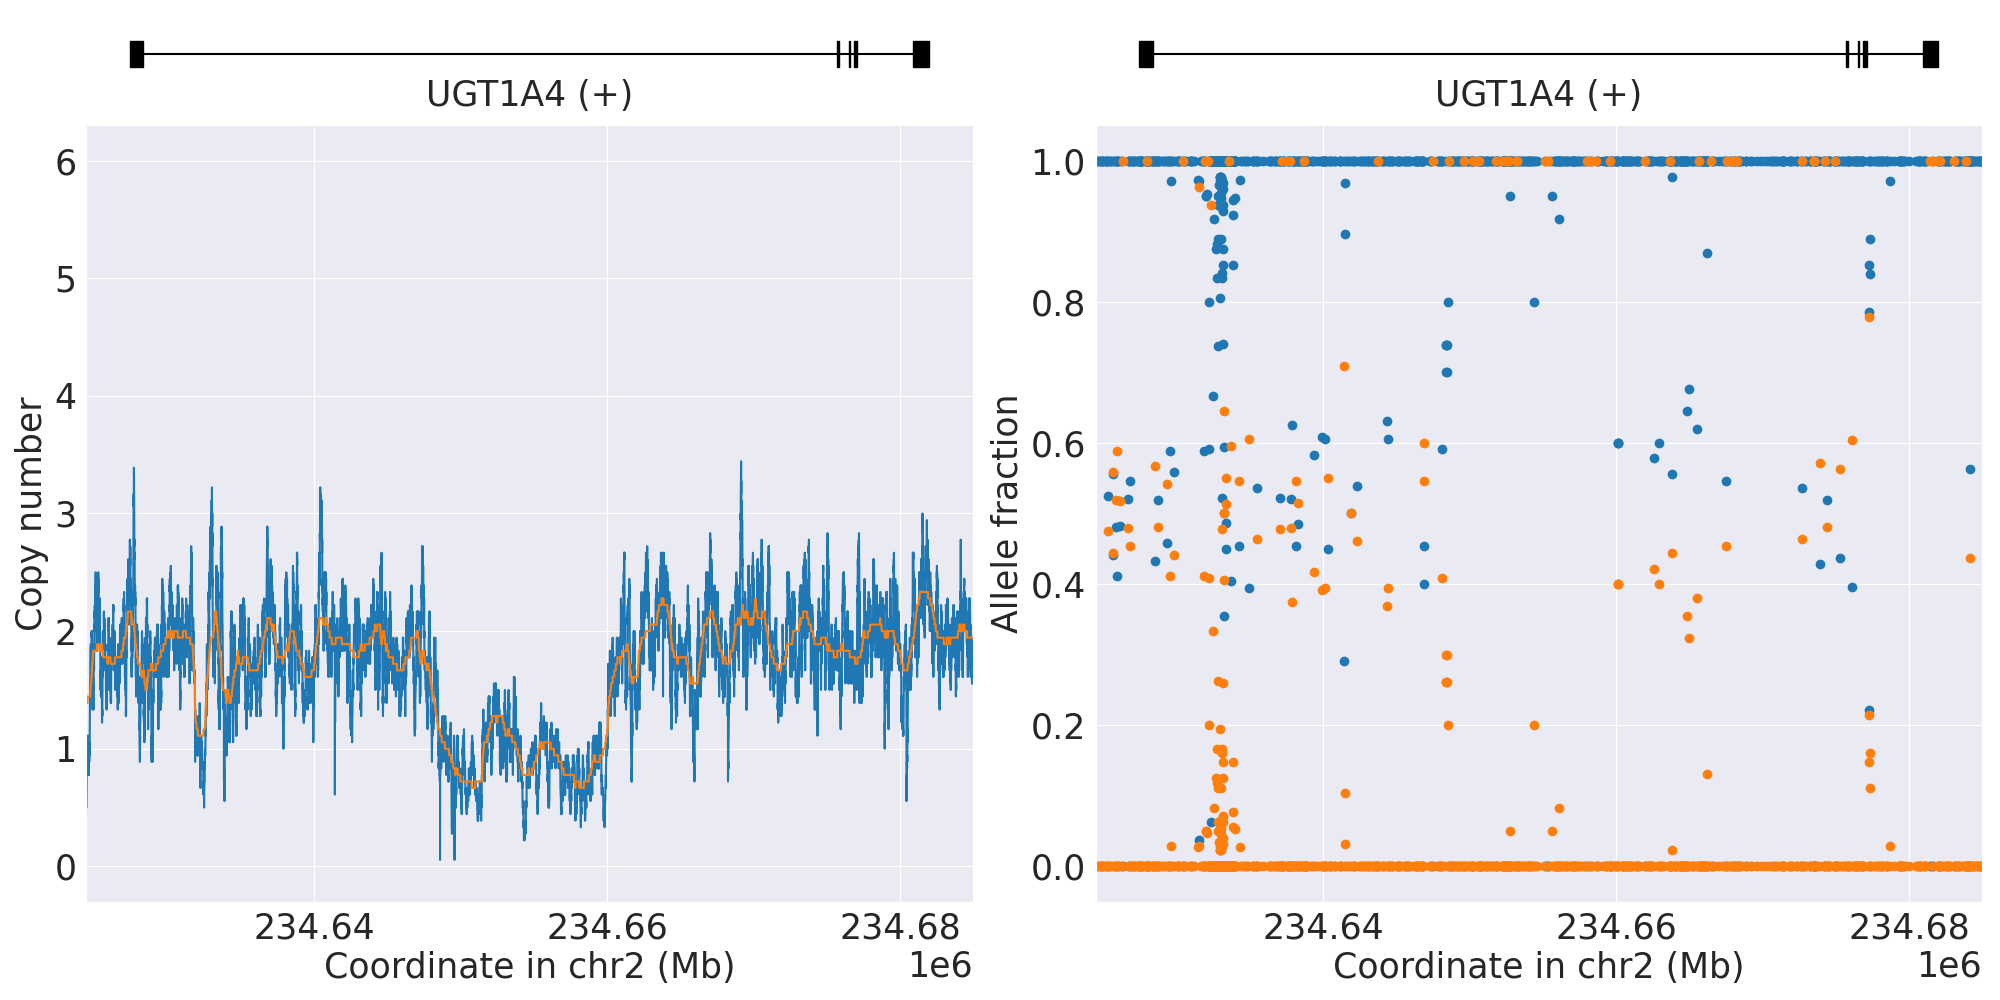 UGT1A4 (+)
6
5
4
3
2
1
0
Copy number
234.64
234.66
234.68
1e6
Coordinate in chr2 (Mb)
UGT1A4 (+)
1.0
0.8
0.6
0.4
0.2
0.0
Allele fraction
234.64
234.66
234.68
1e6
Coordinate in chr2 (Mb)